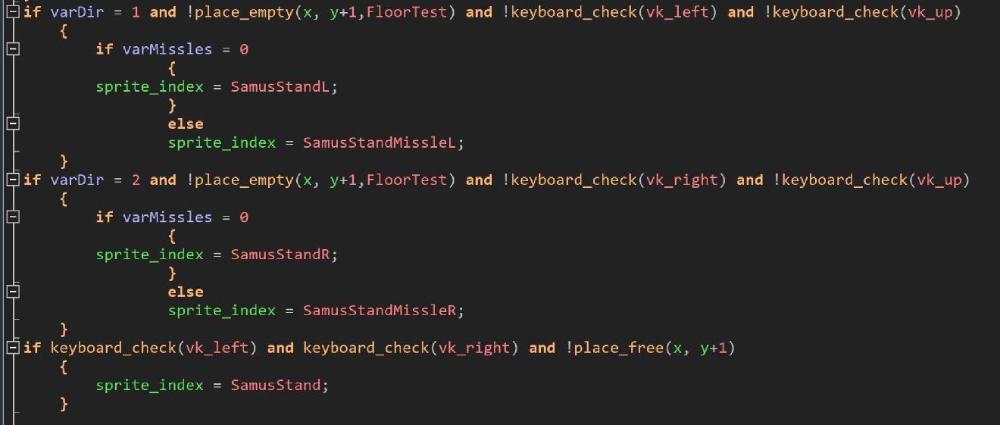 if varDir = 1 and !place_empty(x, y+1,FloorTest) and !keyboard_check(vk_left) and !keyboard_check(vk_up)
{
if varMissles = 0
{
sprite_index = SamusStandL;
}
else
sprite_index = SamusStandMissleL;
}
if varDir = 2 and !place_empty(x, y+1,FloorTest) and !keyboard_check(vk_right) and !keyboard_check(vk_up)
{
if varMissles = 0
{
sprite_index = SamusStandR;
}
else
sprite_index = SamusStandMissleR;
}
if keyboard_check(vk_left) and keyboard_check(vk_right) and !place_free(x, y+1)
{
sprite_index = SamusStand;
}